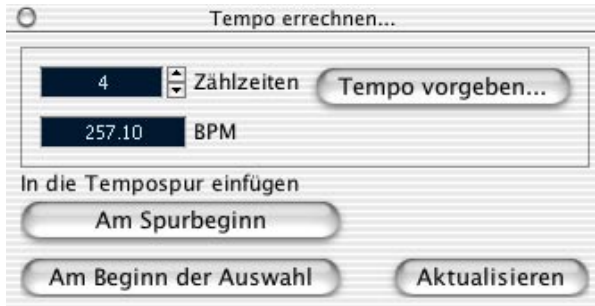 Tempo errechnen...
4 Zählzeiten Tempo vorgeben...
257.10 BPM
In die Tempospur einfügen
Am Spurbeginn
Am Beginn der Auswahl Aktualisieren